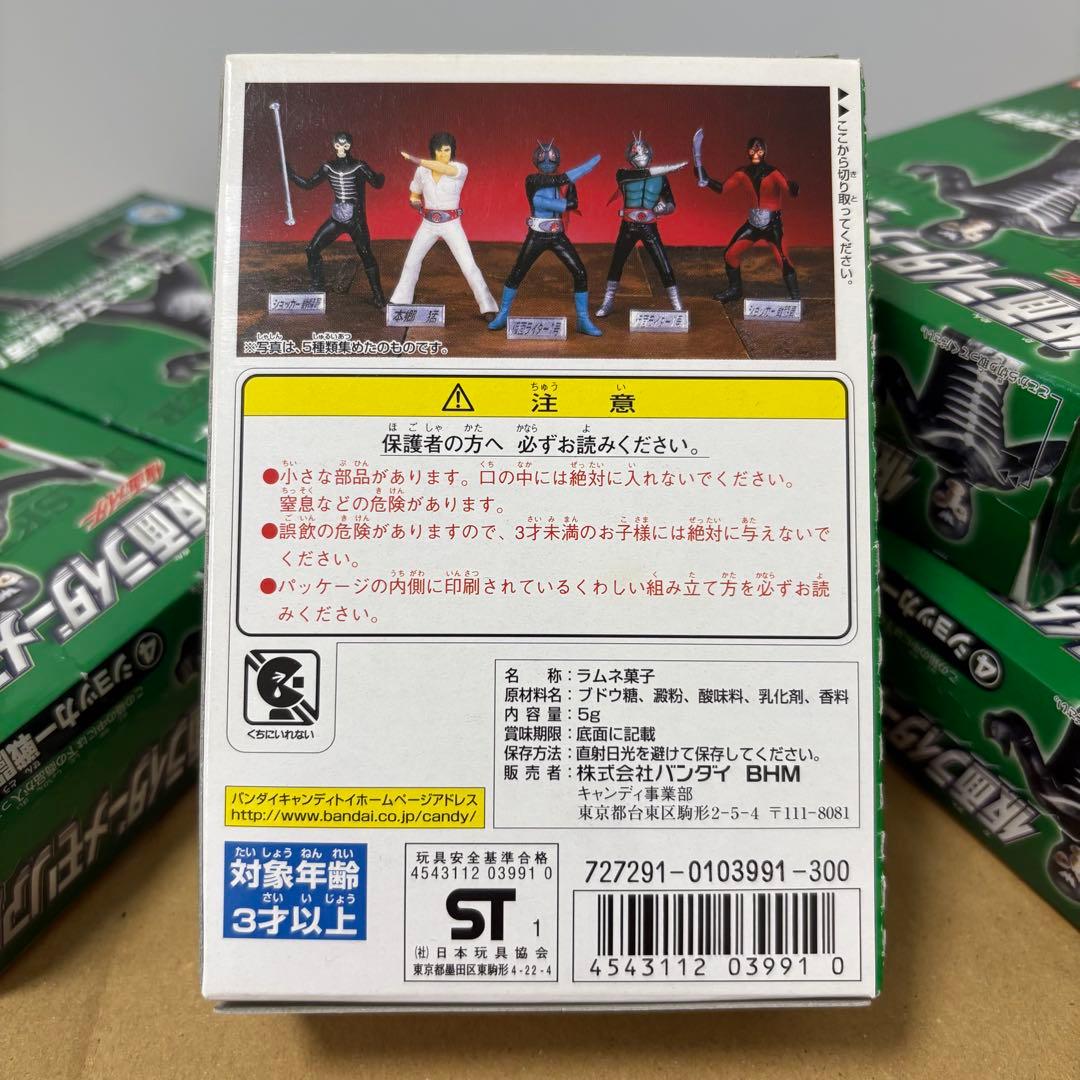 ▶▶ここから切り取ってください。
ショッカー戦闘員
本郷 猛
仮面ライダー1号
ショッカー戦闘員
※写真は、5種類集めたものです。
注意
保護者の方へ 必ずお読みください。
●小さな部品があります。口の中には絶対に入れないでください。
窒息などの危険があります。
●誤飲の危険がありますので、3才未満のお子様には絶対に与えないで
ください。
●パッケージの内側に印刷されているくわしい組み立て方を必ずお読
みください。
くちにいれない
名 称：ラムネ菓子
原材料名：ブドウ糖、澱粉、酸味料、乳化剤、香料
内 容 量：5g
賞味期限：底面に記載
保存方法：直射日光を避けて保存してください。
販 売 者：株式会社バンダイ BHM
キャンディ事業部
東京都台東区駒形2-5-4 〒111-8081
バンダイキャンディトイホームページアドレス
http://www.bandai.co.jp/candy/
対象年齢
3才以上
玩具安全基準合格
4543112 03991 0
ST 1
(社)日本玩具協会
東京都墨田区東駒形4-22-4
727291-0103991-300
4543112 03991 0
仮面ライダーメモリア
④ショッカー戦闘
仮面ライダー
④ショッカー